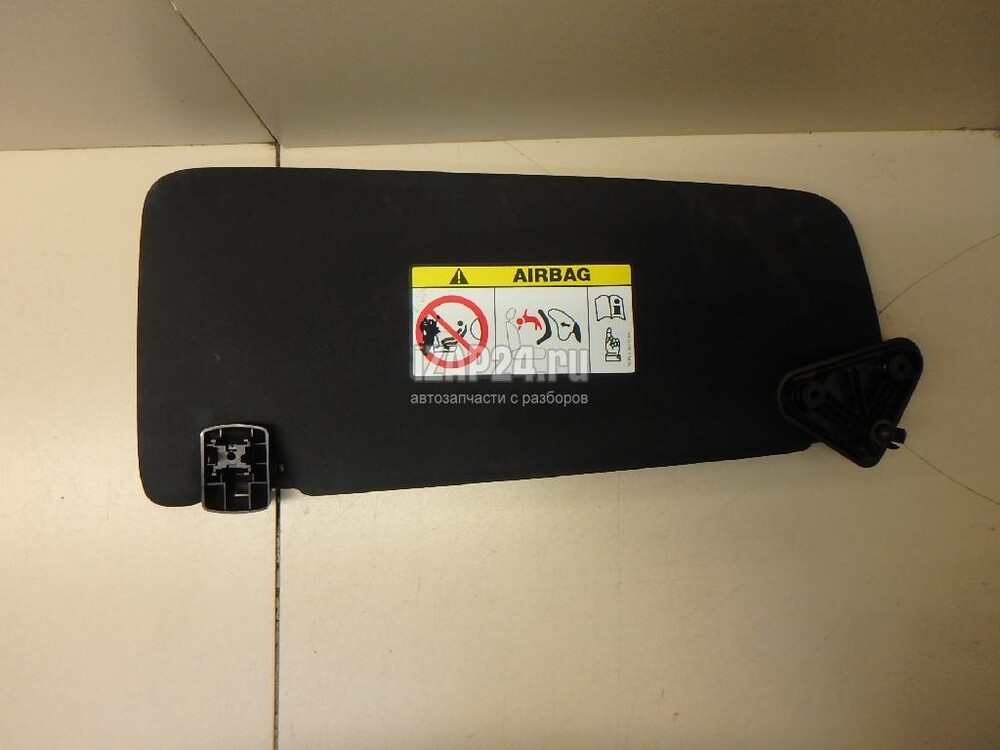 AIRBAG
iZAP24.ru
автозапчасти с разборов